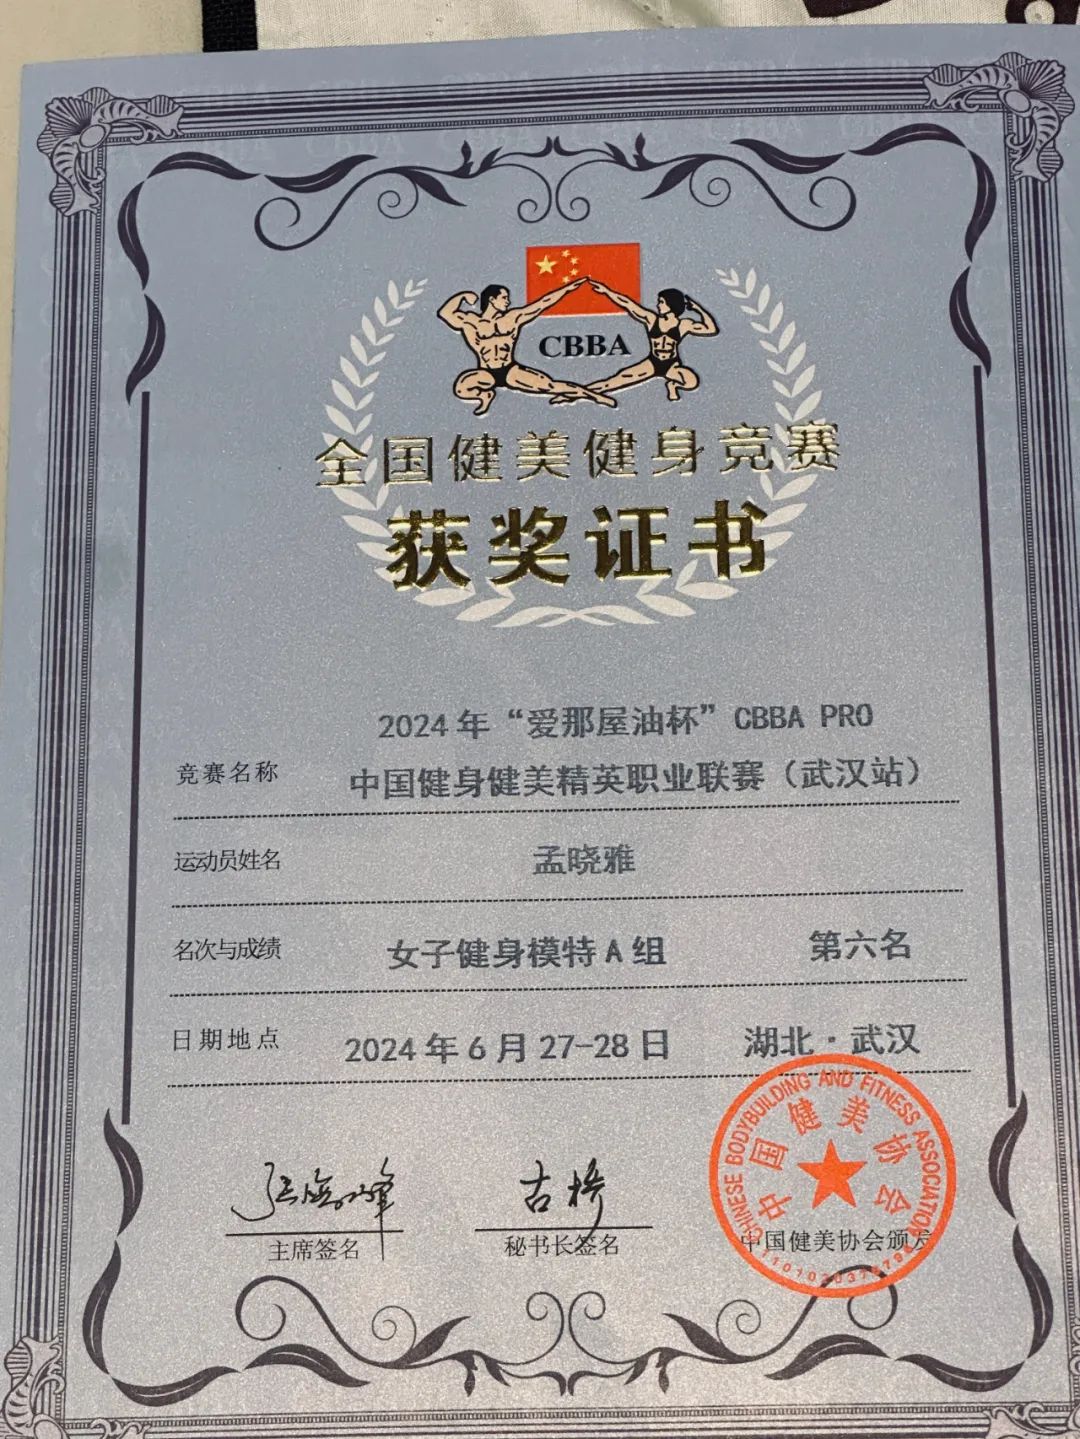 CBBA
全国健美健身竞赛
获奖证书
2024年“爱那屋油杯”CBBA PRO
竞赛名称 中国健身健美精英职业联赛（武汉站）
运动员姓名 孟晓雅
名次与成绩 女子健身模特A组 第六名
日期地点 2024年6月27-28日 湖北·武汉
CHINESE BODYBUILDING AND FITNESS ASSOCIATION
中国健美协会
古桥
主席签名 秘书长签名 中国健美协会颁发